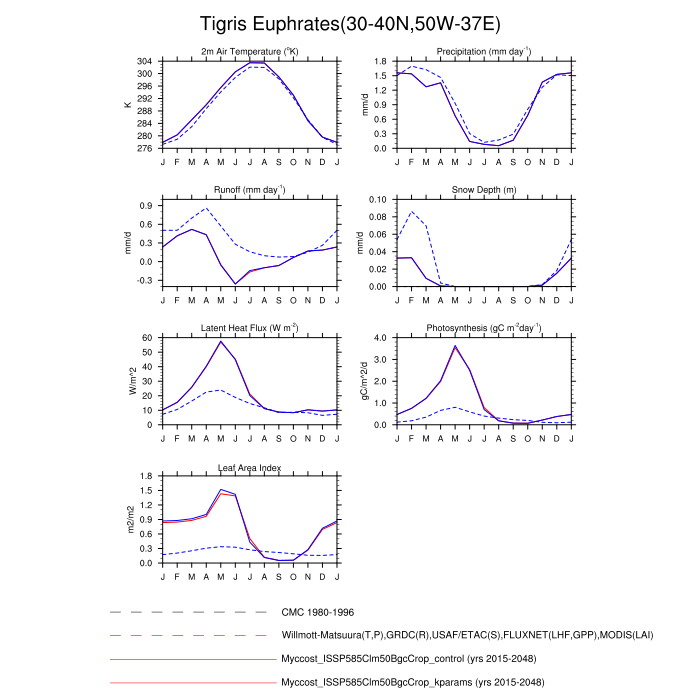 Tigris Euphrates(30-40N,50W-37E)
2m Air Temperature (°K)
Precipitation (mm day-1)
304
300
296
292
288
284
280
276
K
J F M A M J J A S O N D J
1.8
1.5
1.2
0.9
0.6
0.3
0.0
mm/d
J F M A M J J A S O N D J
Runoff (mm day-1)
Snow Depth (m)
0.9
0.6
0.3
0.0
-0.3
mm/d
J F M A M J J A S O N D J
0.10
0.08
0.06
0.04
0.02
0.00
mm/d
J F M A M J J A S O N D J
Latent Heat Flux (W m-2)
Photosynthesis (gC m-2day-1)
60
50
40
30
20
10
0
W/m^2
J F M A M J J A S O N D J
4.0
3.0
2.0
1.0
0.0
gC/m^2/d
J F M A M J J A S O N D J
Leaf Area Index
1.8
1.5
1.2
0.9
0.6
0.3
0.0
m2/m2
J F M A M J J A S O N D J
CMC 1980-1996
Willmott-Matsuura(T,P),GRDC(R),USAF/ETAC(S),FLUXNET(LHF,GPP),MODIS(LAI)
Myccost_ISSP585Clm50BgcCrop_control (yrs 2015-2048)
Myccost_ISSP585Clm50BgcCrop_kparams (yrs 2015-2048)